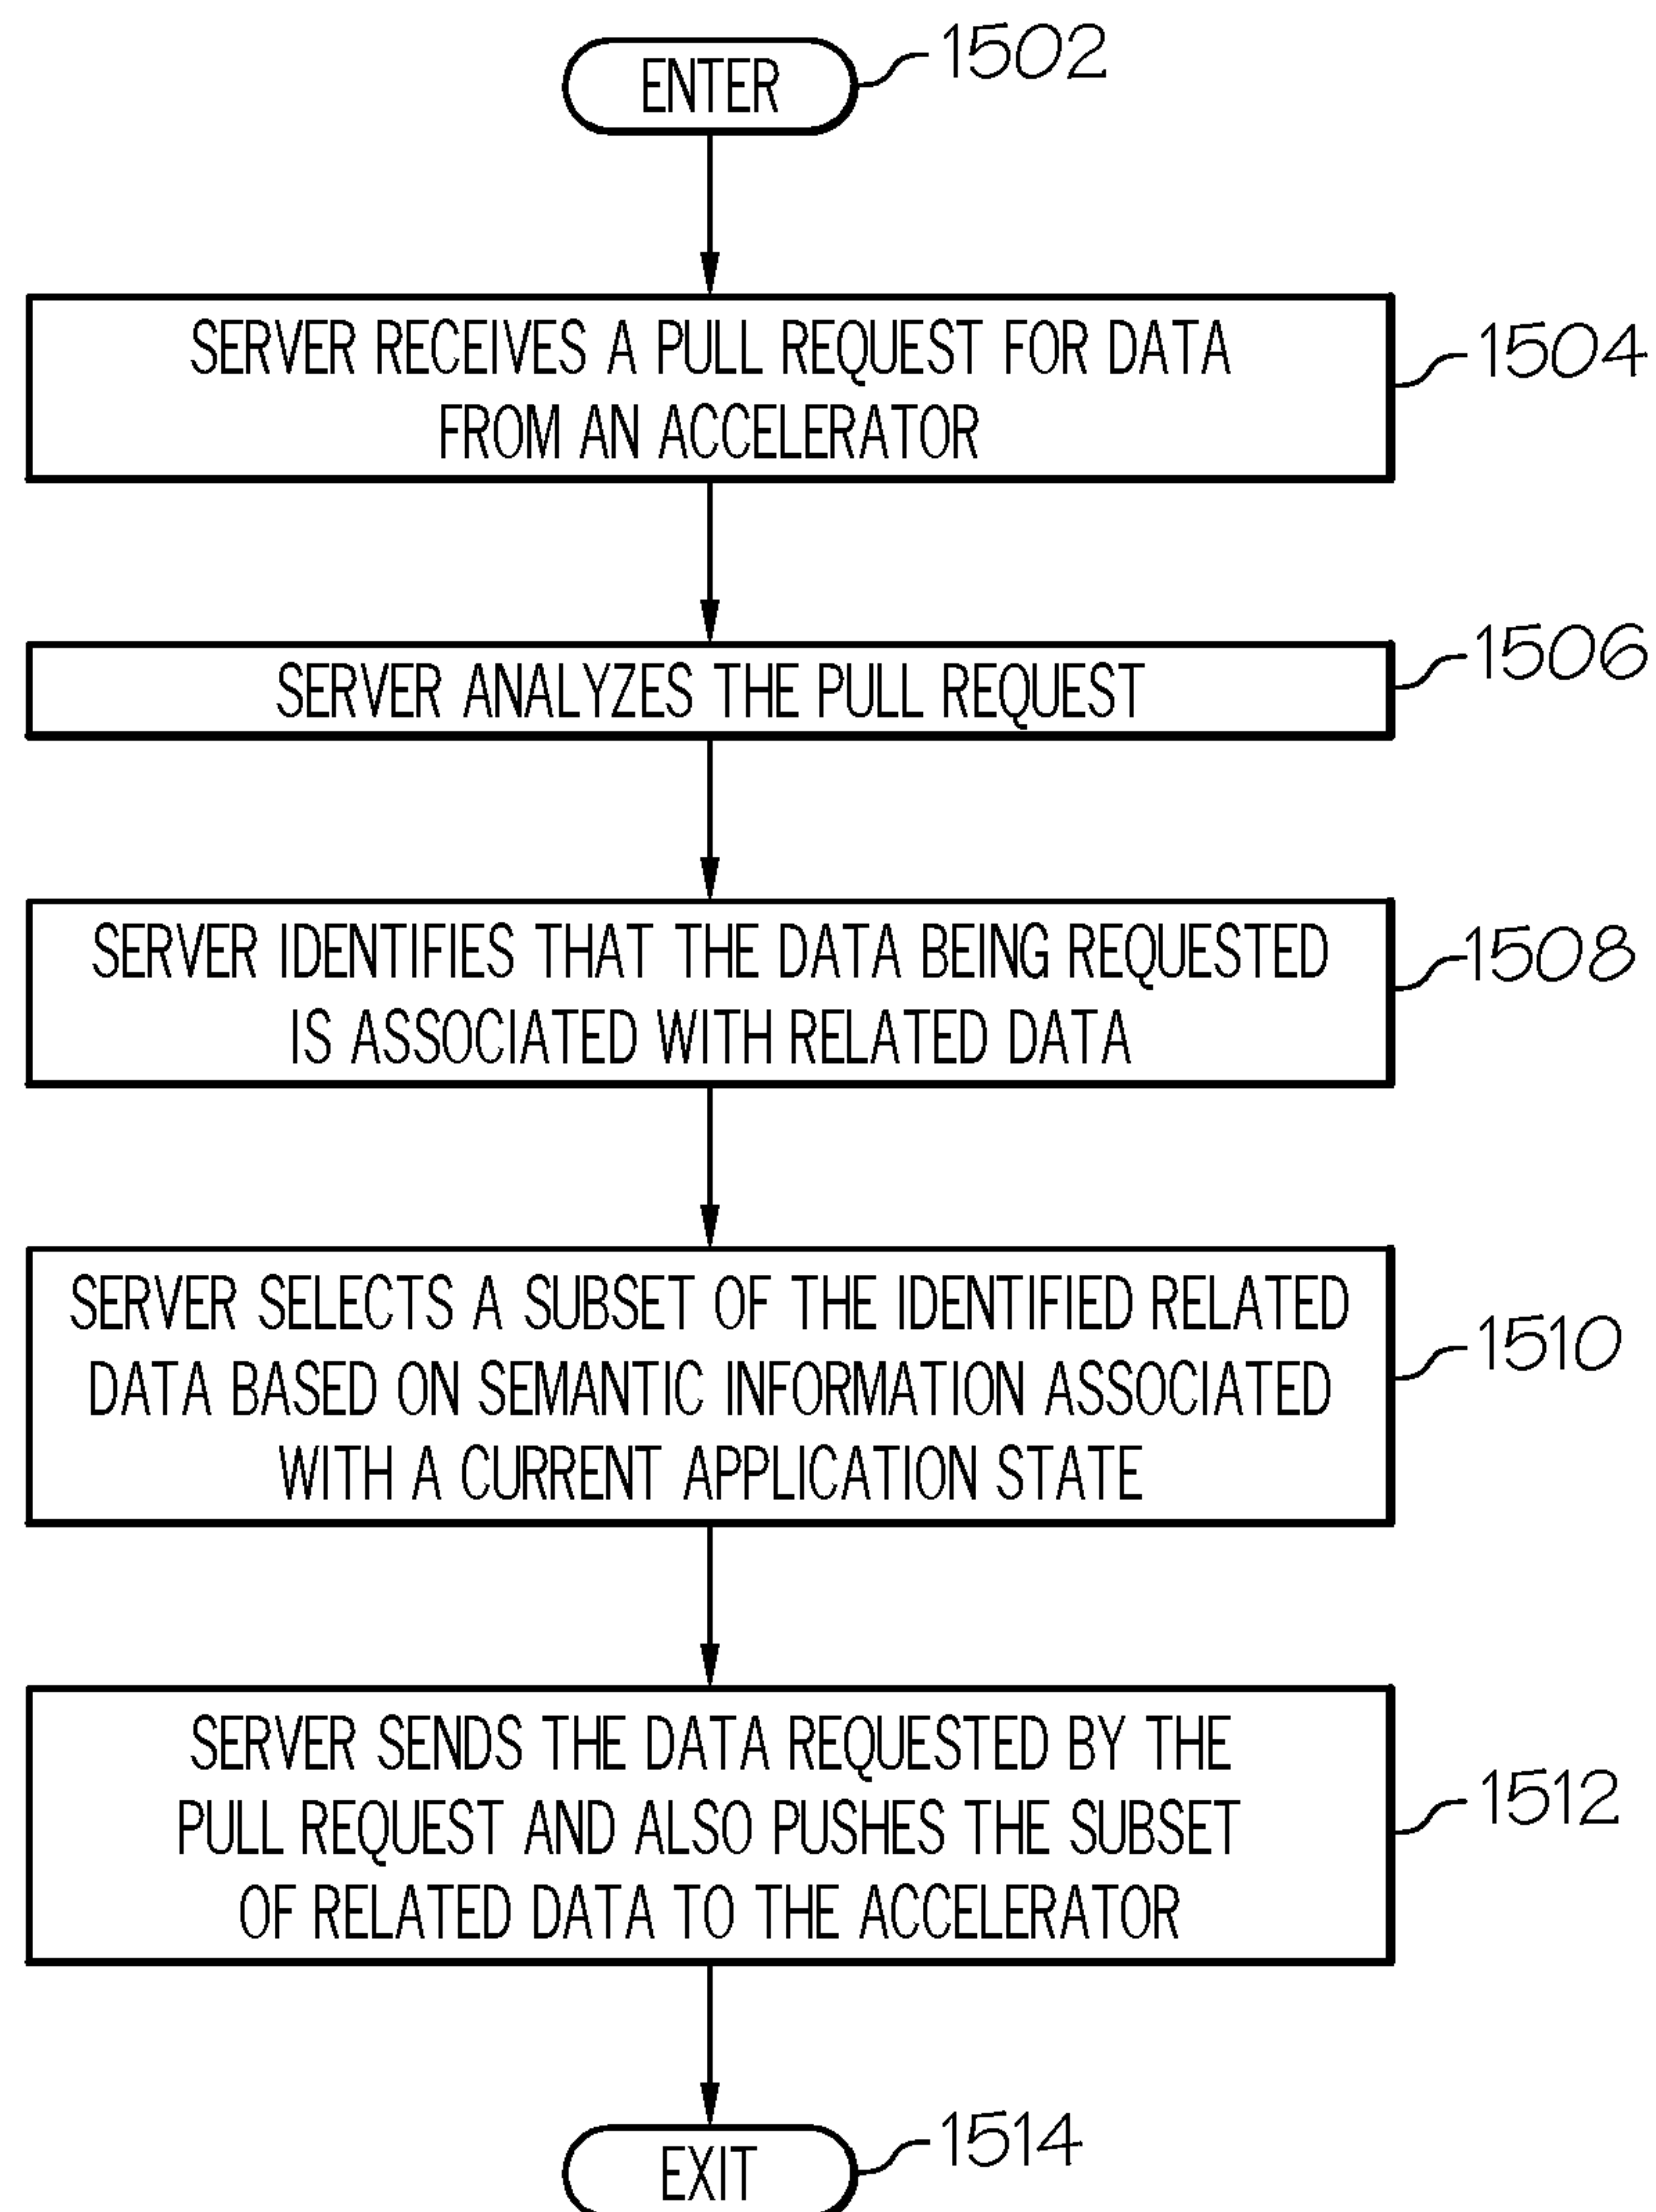 ENTER
1502
SERVER RECEIVES A PULL REQUEST FOR DATA
FROM AN ACCELERATOR
1504
SERVER ANALYZES THE PULL REQUEST
1506
SERVER IDENTIFIES THAT THE DATA BEING REQUESTED
IS ASSOCIATED WITH RELATED DATA
1508
SERVER SELECTS A SUBSET OF THE IDENTIFIED RELATED
DATA BASED ON SEMANTIC INFORMATION ASSOCIATED
WITH A CURRENT APPLICATION STATE
1510
SERVER SENDS THE DATA REQUESTED BY THE
PULL REQUEST AND ALSO PUSHES THE SUBSET
OF RELATED DATA TO THE ACCELERATOR
1512
EXIT
1514